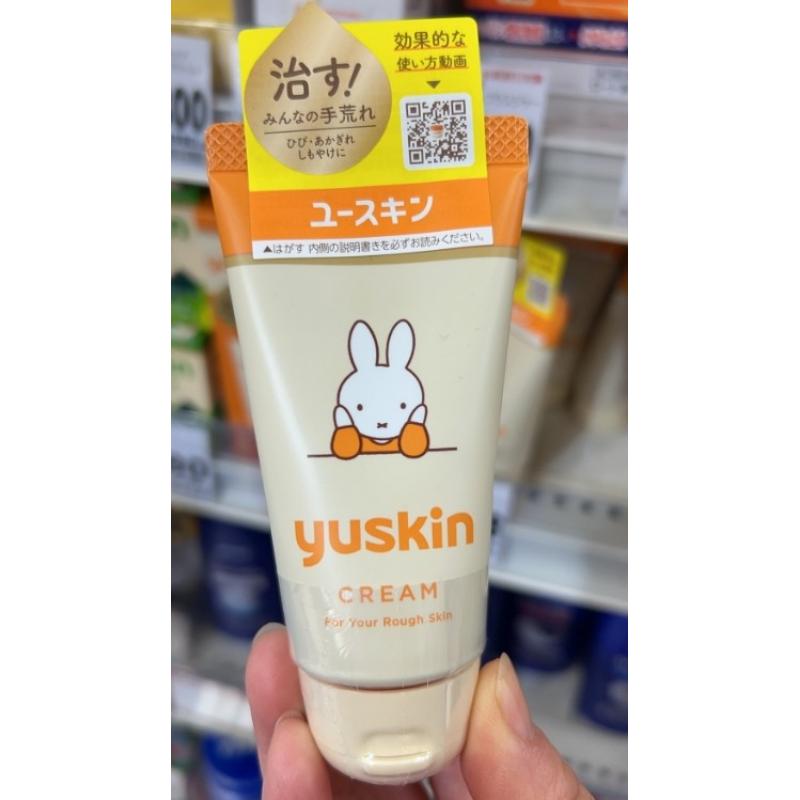 治す!
みんなの手荒れ
ひび・あかぎれ
しもやけに
効果的な
使い方動画
ユースキン
▲はがす 内側の説明書きを必ずお読みください。
yuskin
CREAM
For Your Rough Skin